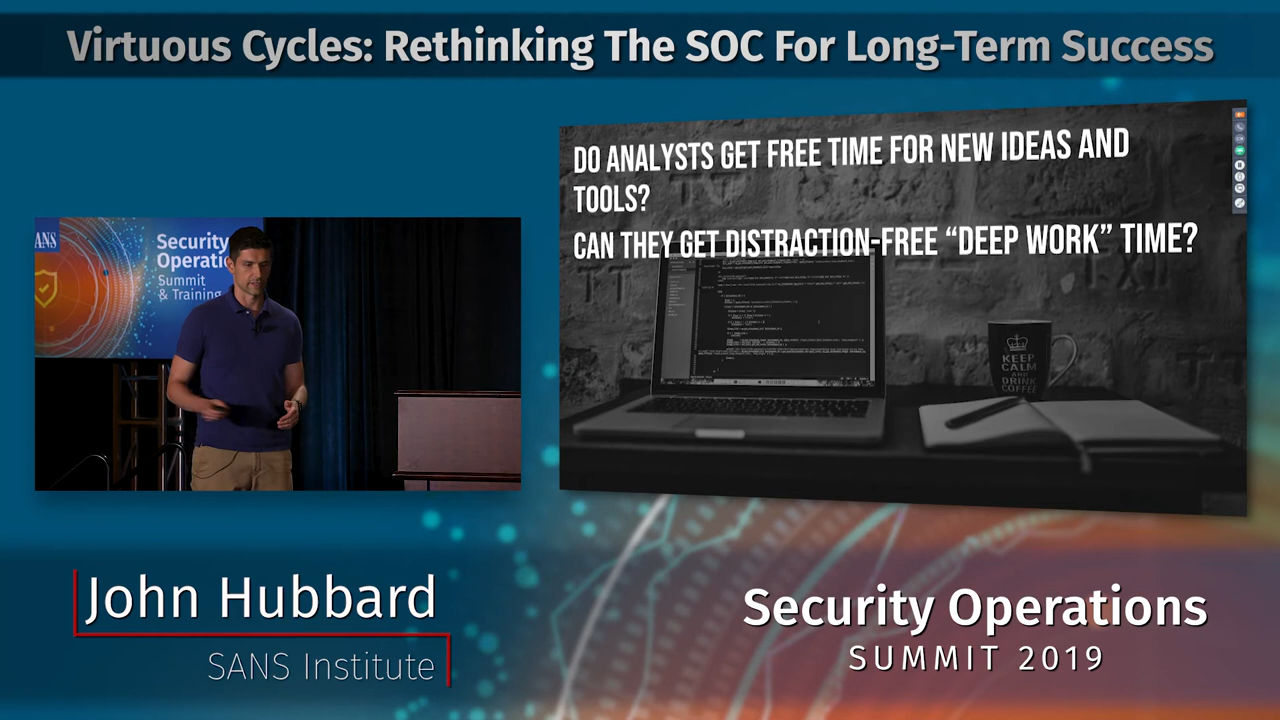 Virtuous Cycles: Rethinking The SOC For Long-Term Success
DO ANALYSTS GET FREE TIME FOR NEW IDEAS AND
TOOLS?
CAN THEY GET DISTRACTION-FREE “DEEP WORK” TIME?
KEEP
CALM
AND
DRINK
COFFEE
ANS
Security
Operatio
Summit
& Training
John Hubbard
SANS Institute
Security Operations
SUMMIT 2019